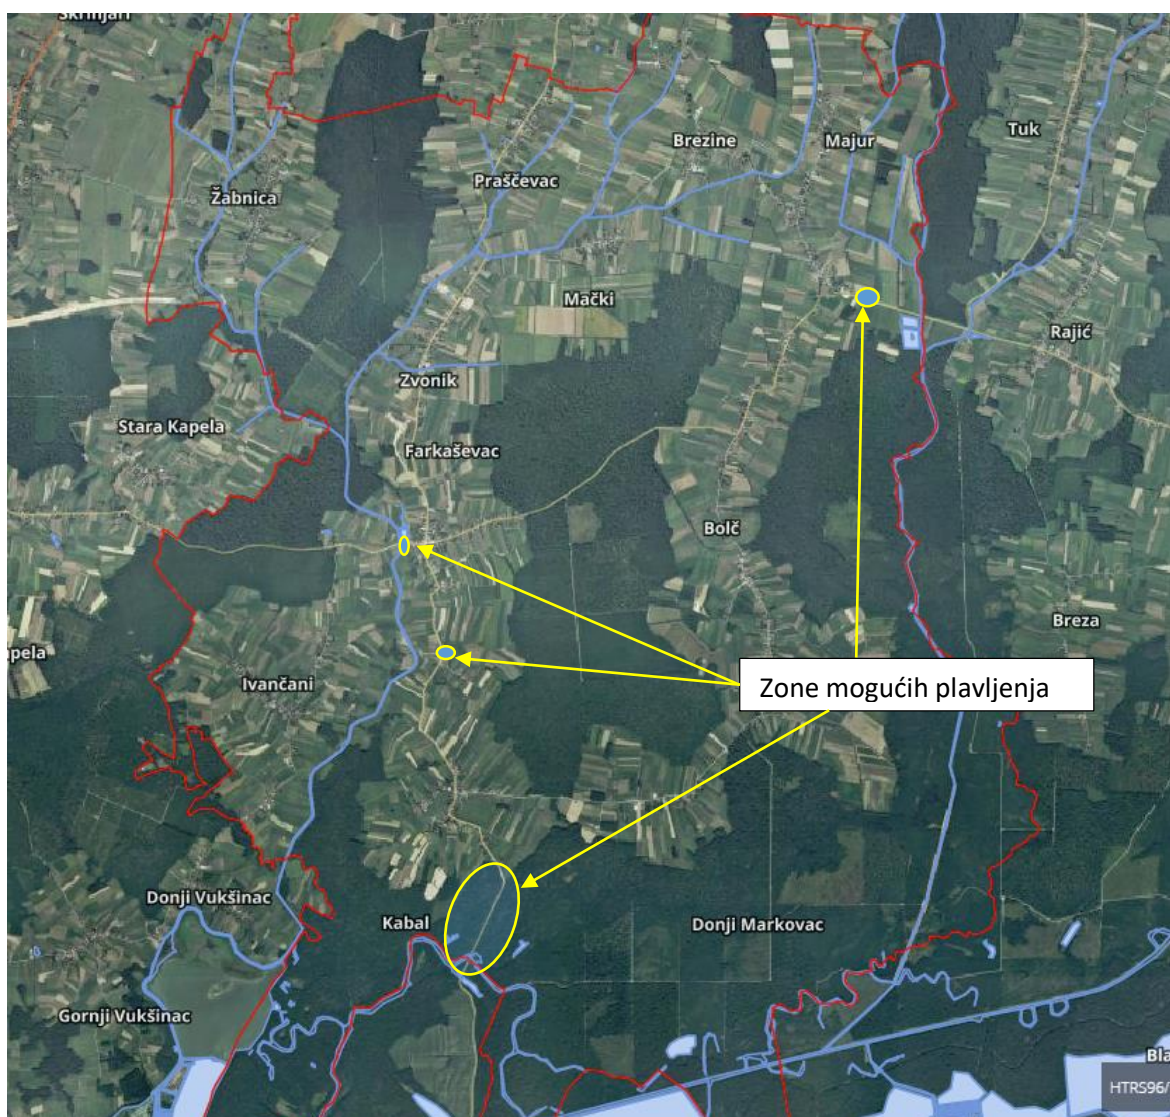 Skrinjari
Brezine
Majur
Tuk
Praščevac
Žabnica
Mački
Rajić
Zvonik
Stara Kapela
Farkaševac
Bolč
Breza
pela
Ivančani
Zone mogućih plavljenja
Donji Vukšinac
Kabal
Donji Markovac
Gornji Vukšinac
Bla
HTRS96/